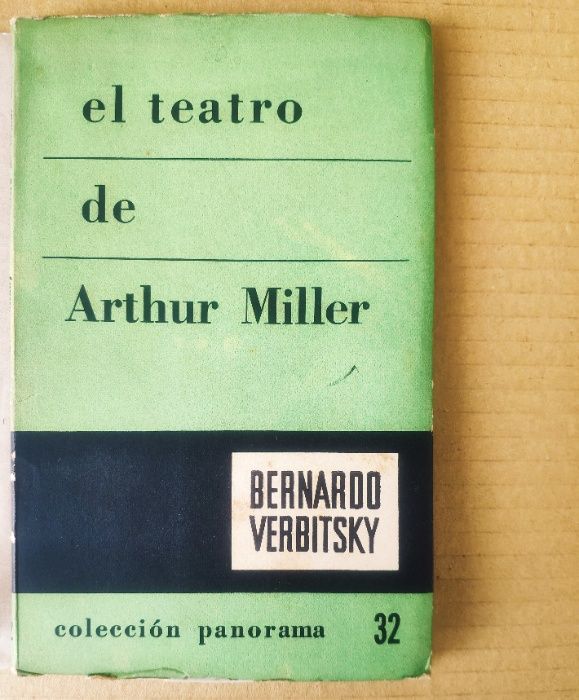 el teatro
de
Arthur Miller
BERNARDO
VERBITSKY
colección panorama 32